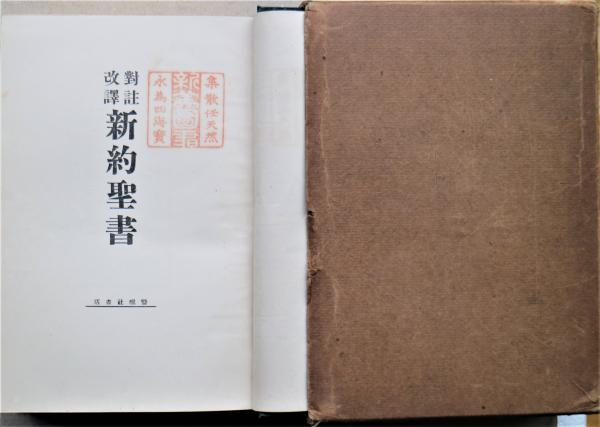 對註
改譯
新約聖書
集散任天然
永為四海寳
警醒社書店